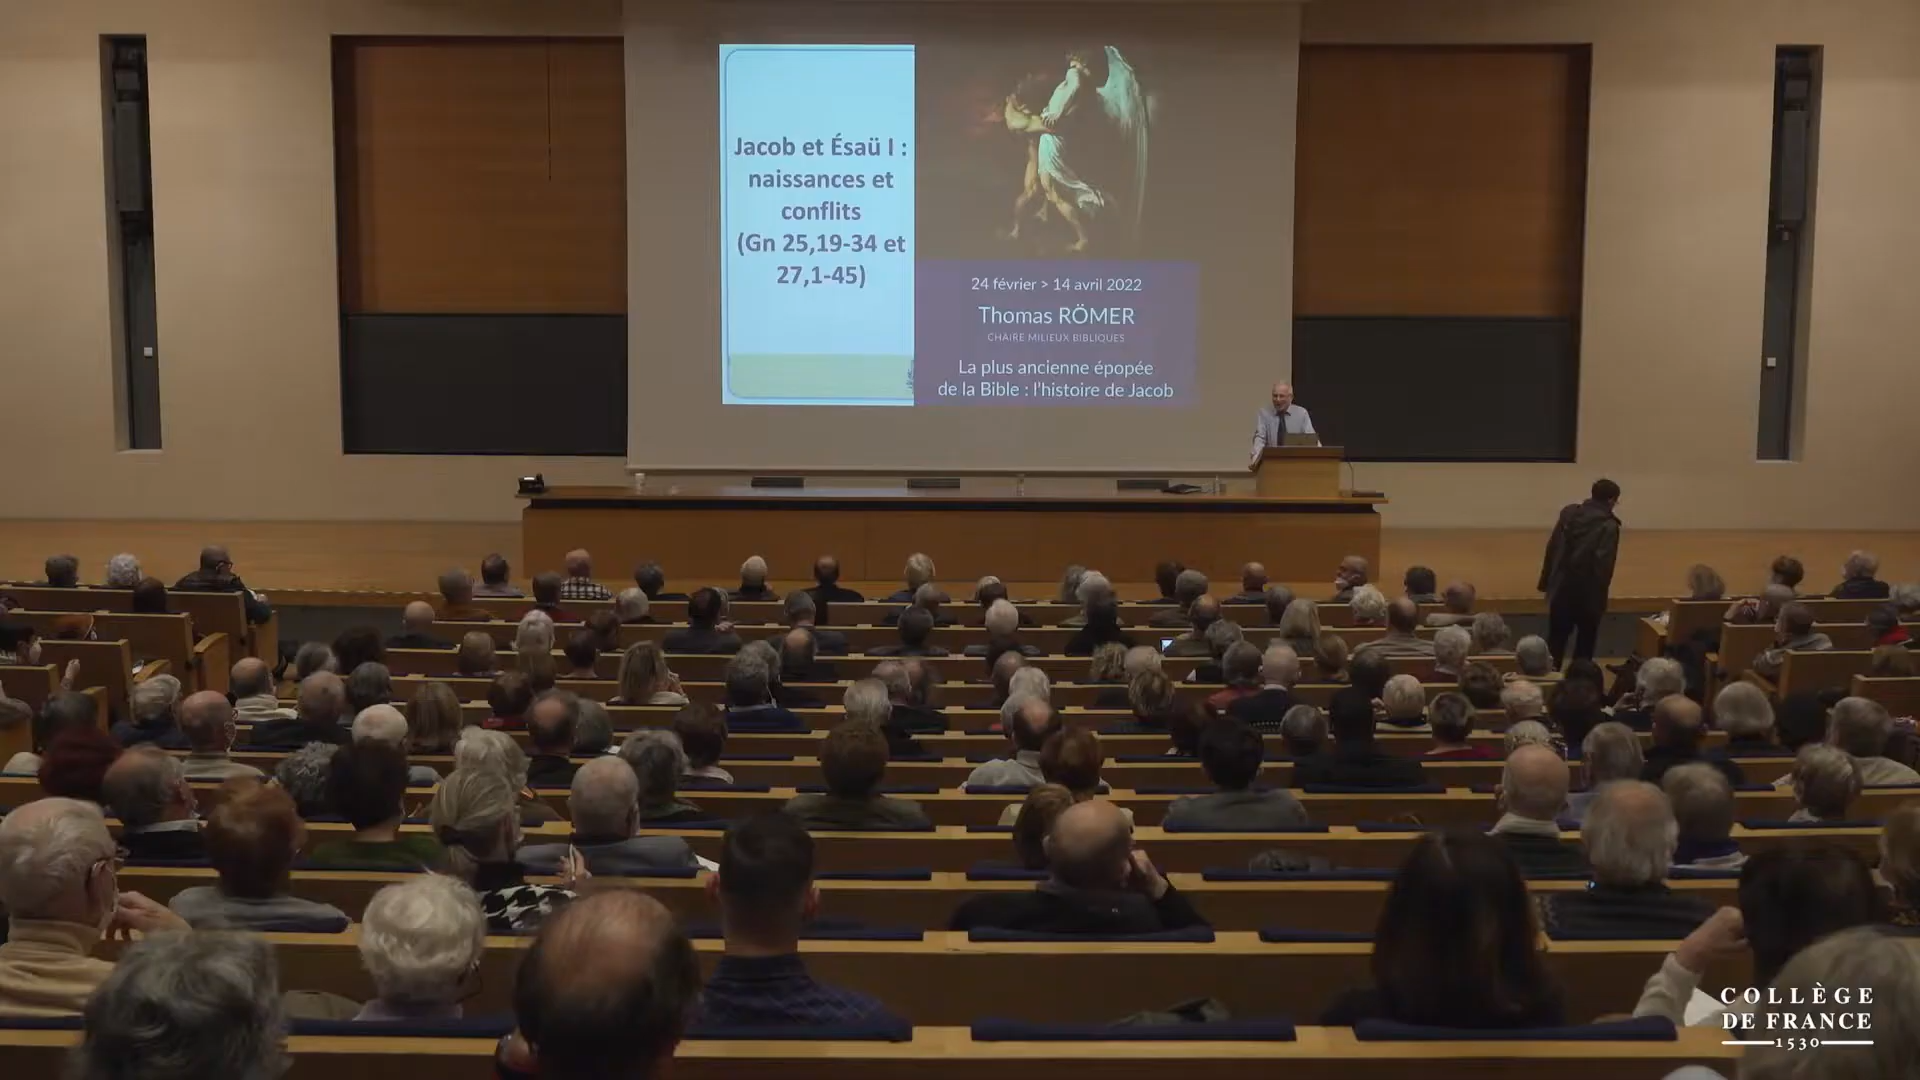 Jacob et Ésaü I :
naissances et
conflits
(Gn 25,19-34 et
27,1-45)
24 février > 14 avril 2022
Thomas RÖMER
CHAIRE MILIEUX BIBLIQUES
La plus ancienne épopée
de la Bible : l'histoire de Jacob
COLLÈGE
DE FRANCE
1530